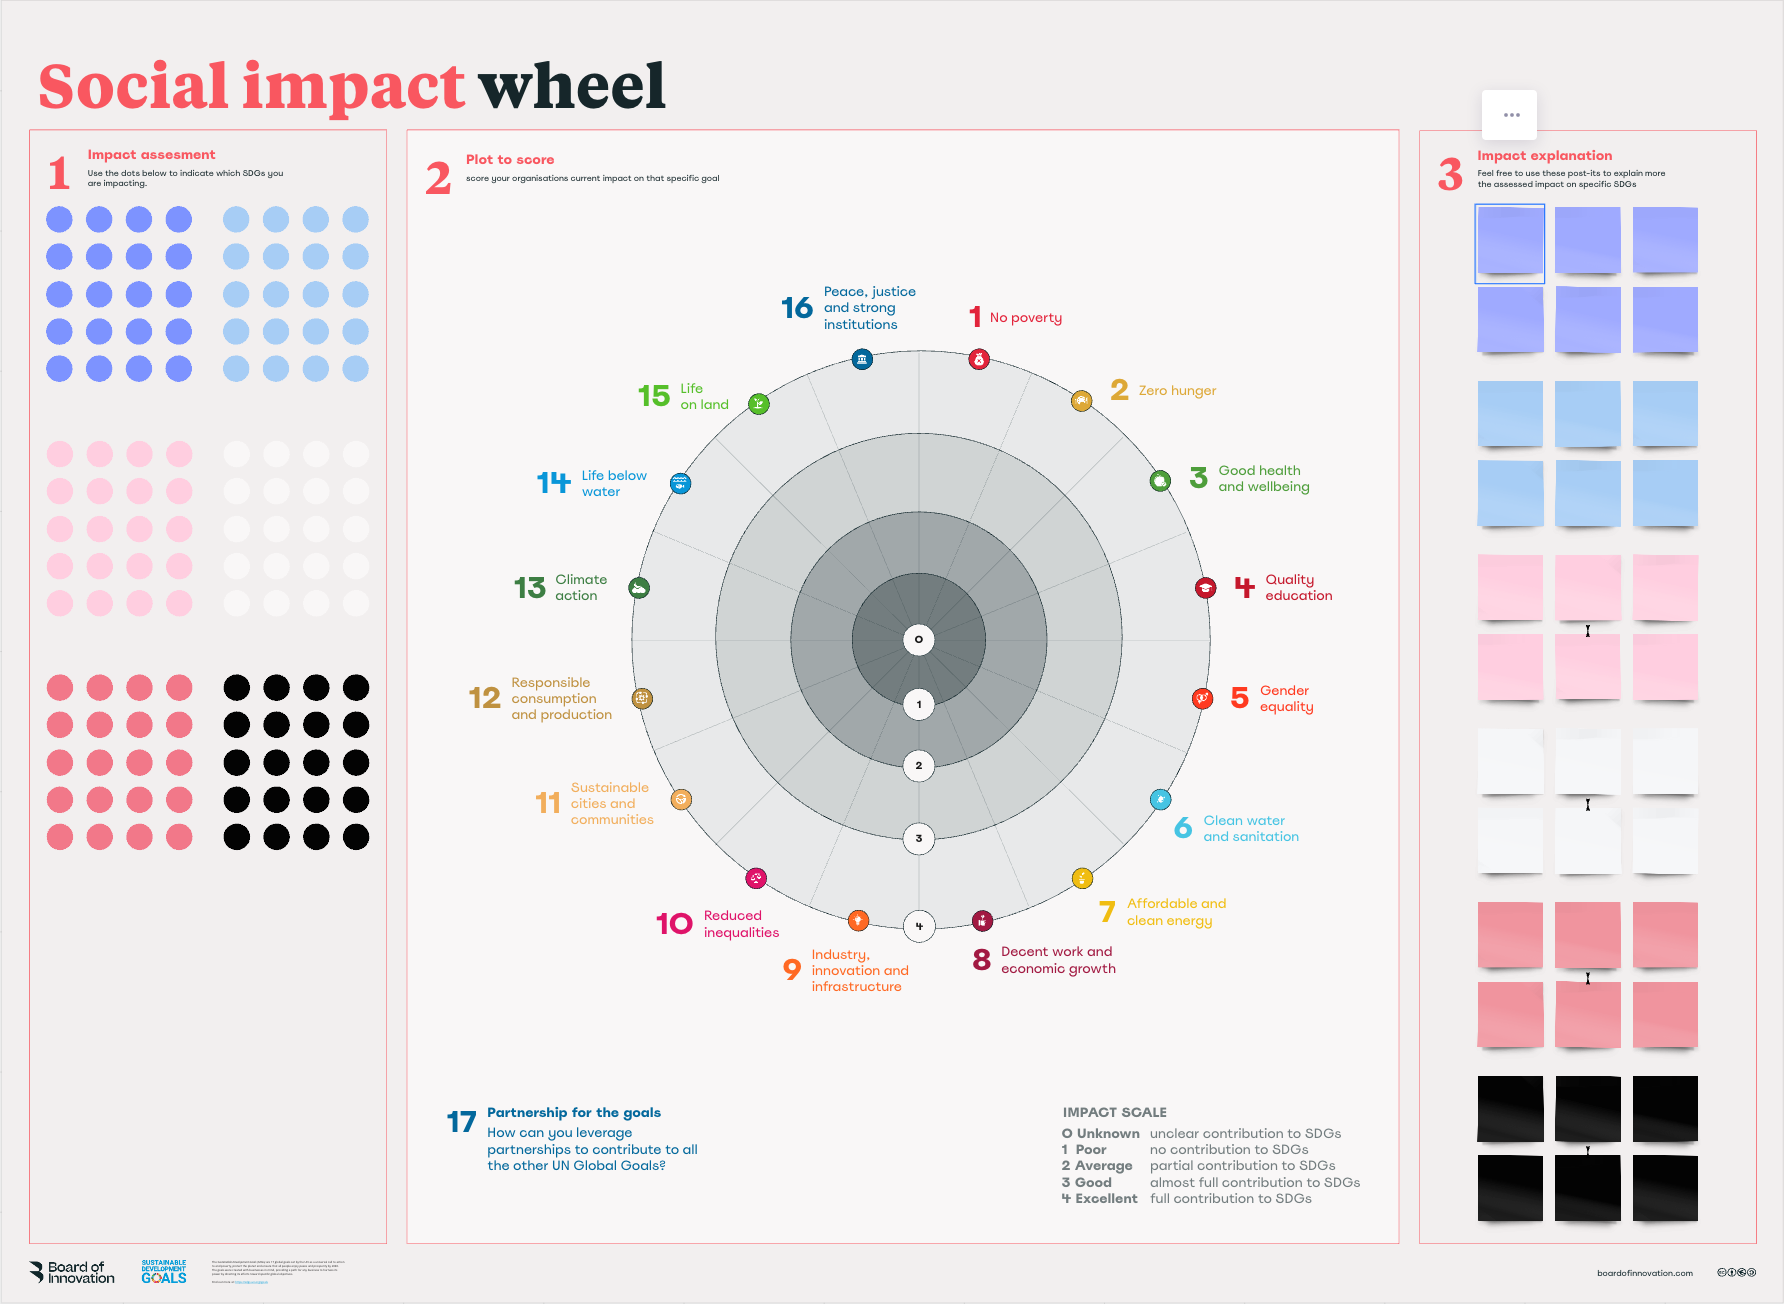 Social impact wheel
1
Impact assesment
Use the dots below to indicate which SDGs you
are impacting.
2
Plot to score
score your organisations current impact on that specific goal
16
Peace, justice
and strong
institutions
1 No poverty
2 Zero hunger
3 Good health
and wellbeing
4 Quality
education
5 Gender
equality
6 Clean water
and sanitation
7 Affordable and
clean energy
8 Decent work and
economic growth
9 Industry,
innovation and
infrastructure
10 Reduced
inequalities
11 Sustainable
cities and
communities
12 Responsible
consumption
and production
13 Climate
action
14 Life below
water
15 Life
on land
0
1
2
3
4
17 Partnership for the goals
How can you leverage
partnerships to contribute to all
the other UN Global Goals?
IMPACT SCALE
0 Unknown unclear contribution to SDGs
1 Poor no contribution to SDGs
2 Average partial contribution to SDGs
3 Good almost full contribution to SDGs
4 Excellent full contribution to SDGs
3
Impact explanation
Feel free to use these post-its to explain more
the assessed impact on specific SDGs
Board of
Innovation
SUSTAINABLE
DEVELOPMENT
GOALS
boardofinnovation.com